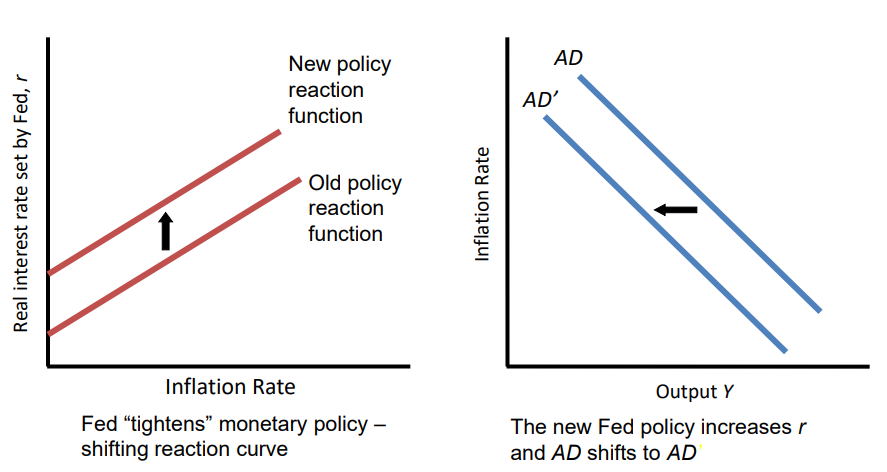 Real interest rate set by Fed, r
New policy
reaction
function
Old policy
reaction
function
Inflation Rate
Fed “tightens” monetary policy –
shifting reaction curve
AD
AD’
Inflation Rate
Output Y
The new Fed policy increases r
and AD shifts to AD’